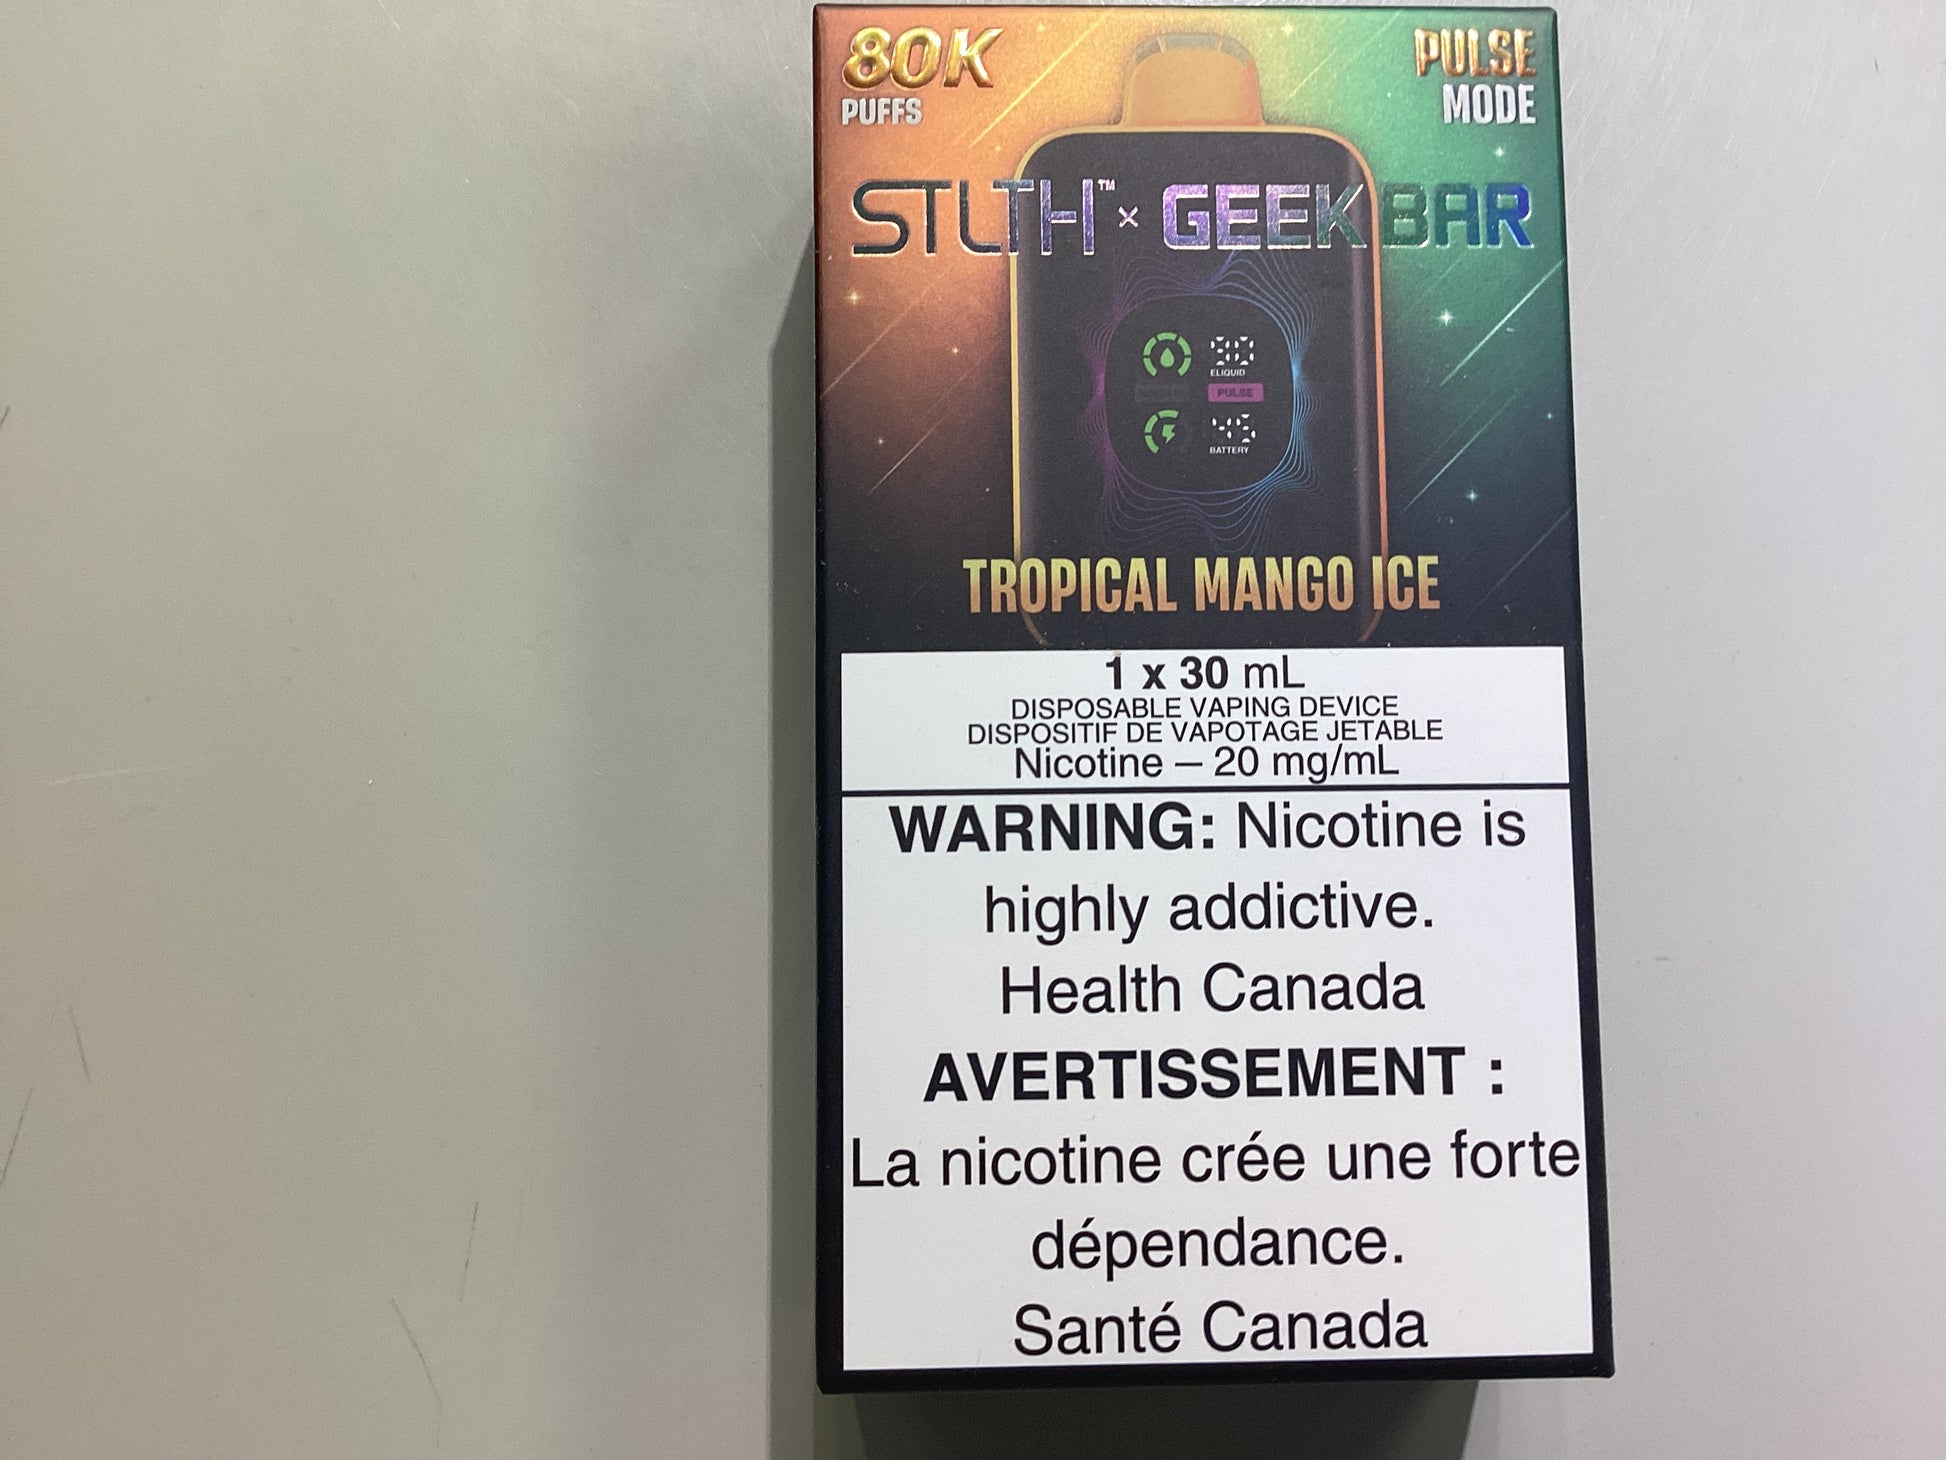 80K
PUFFS
PULSE
MODE
STLTH™ x GEEK BAR
90
ELIQUID
PULSE
45
BATTERY
TROPICAL MANGO ICE
1 x 30 mL
DISPOSABLE VAPING DEVICE
DISPOSITIF DE VAPOTAGE JETABLE
Nicotine – 20 mg/mL
WARNING: Nicotine is
highly addictive.
Health Canada
AVERTISSEMENT :
La nicotine crée une forte
dépendance.
Santé Canada